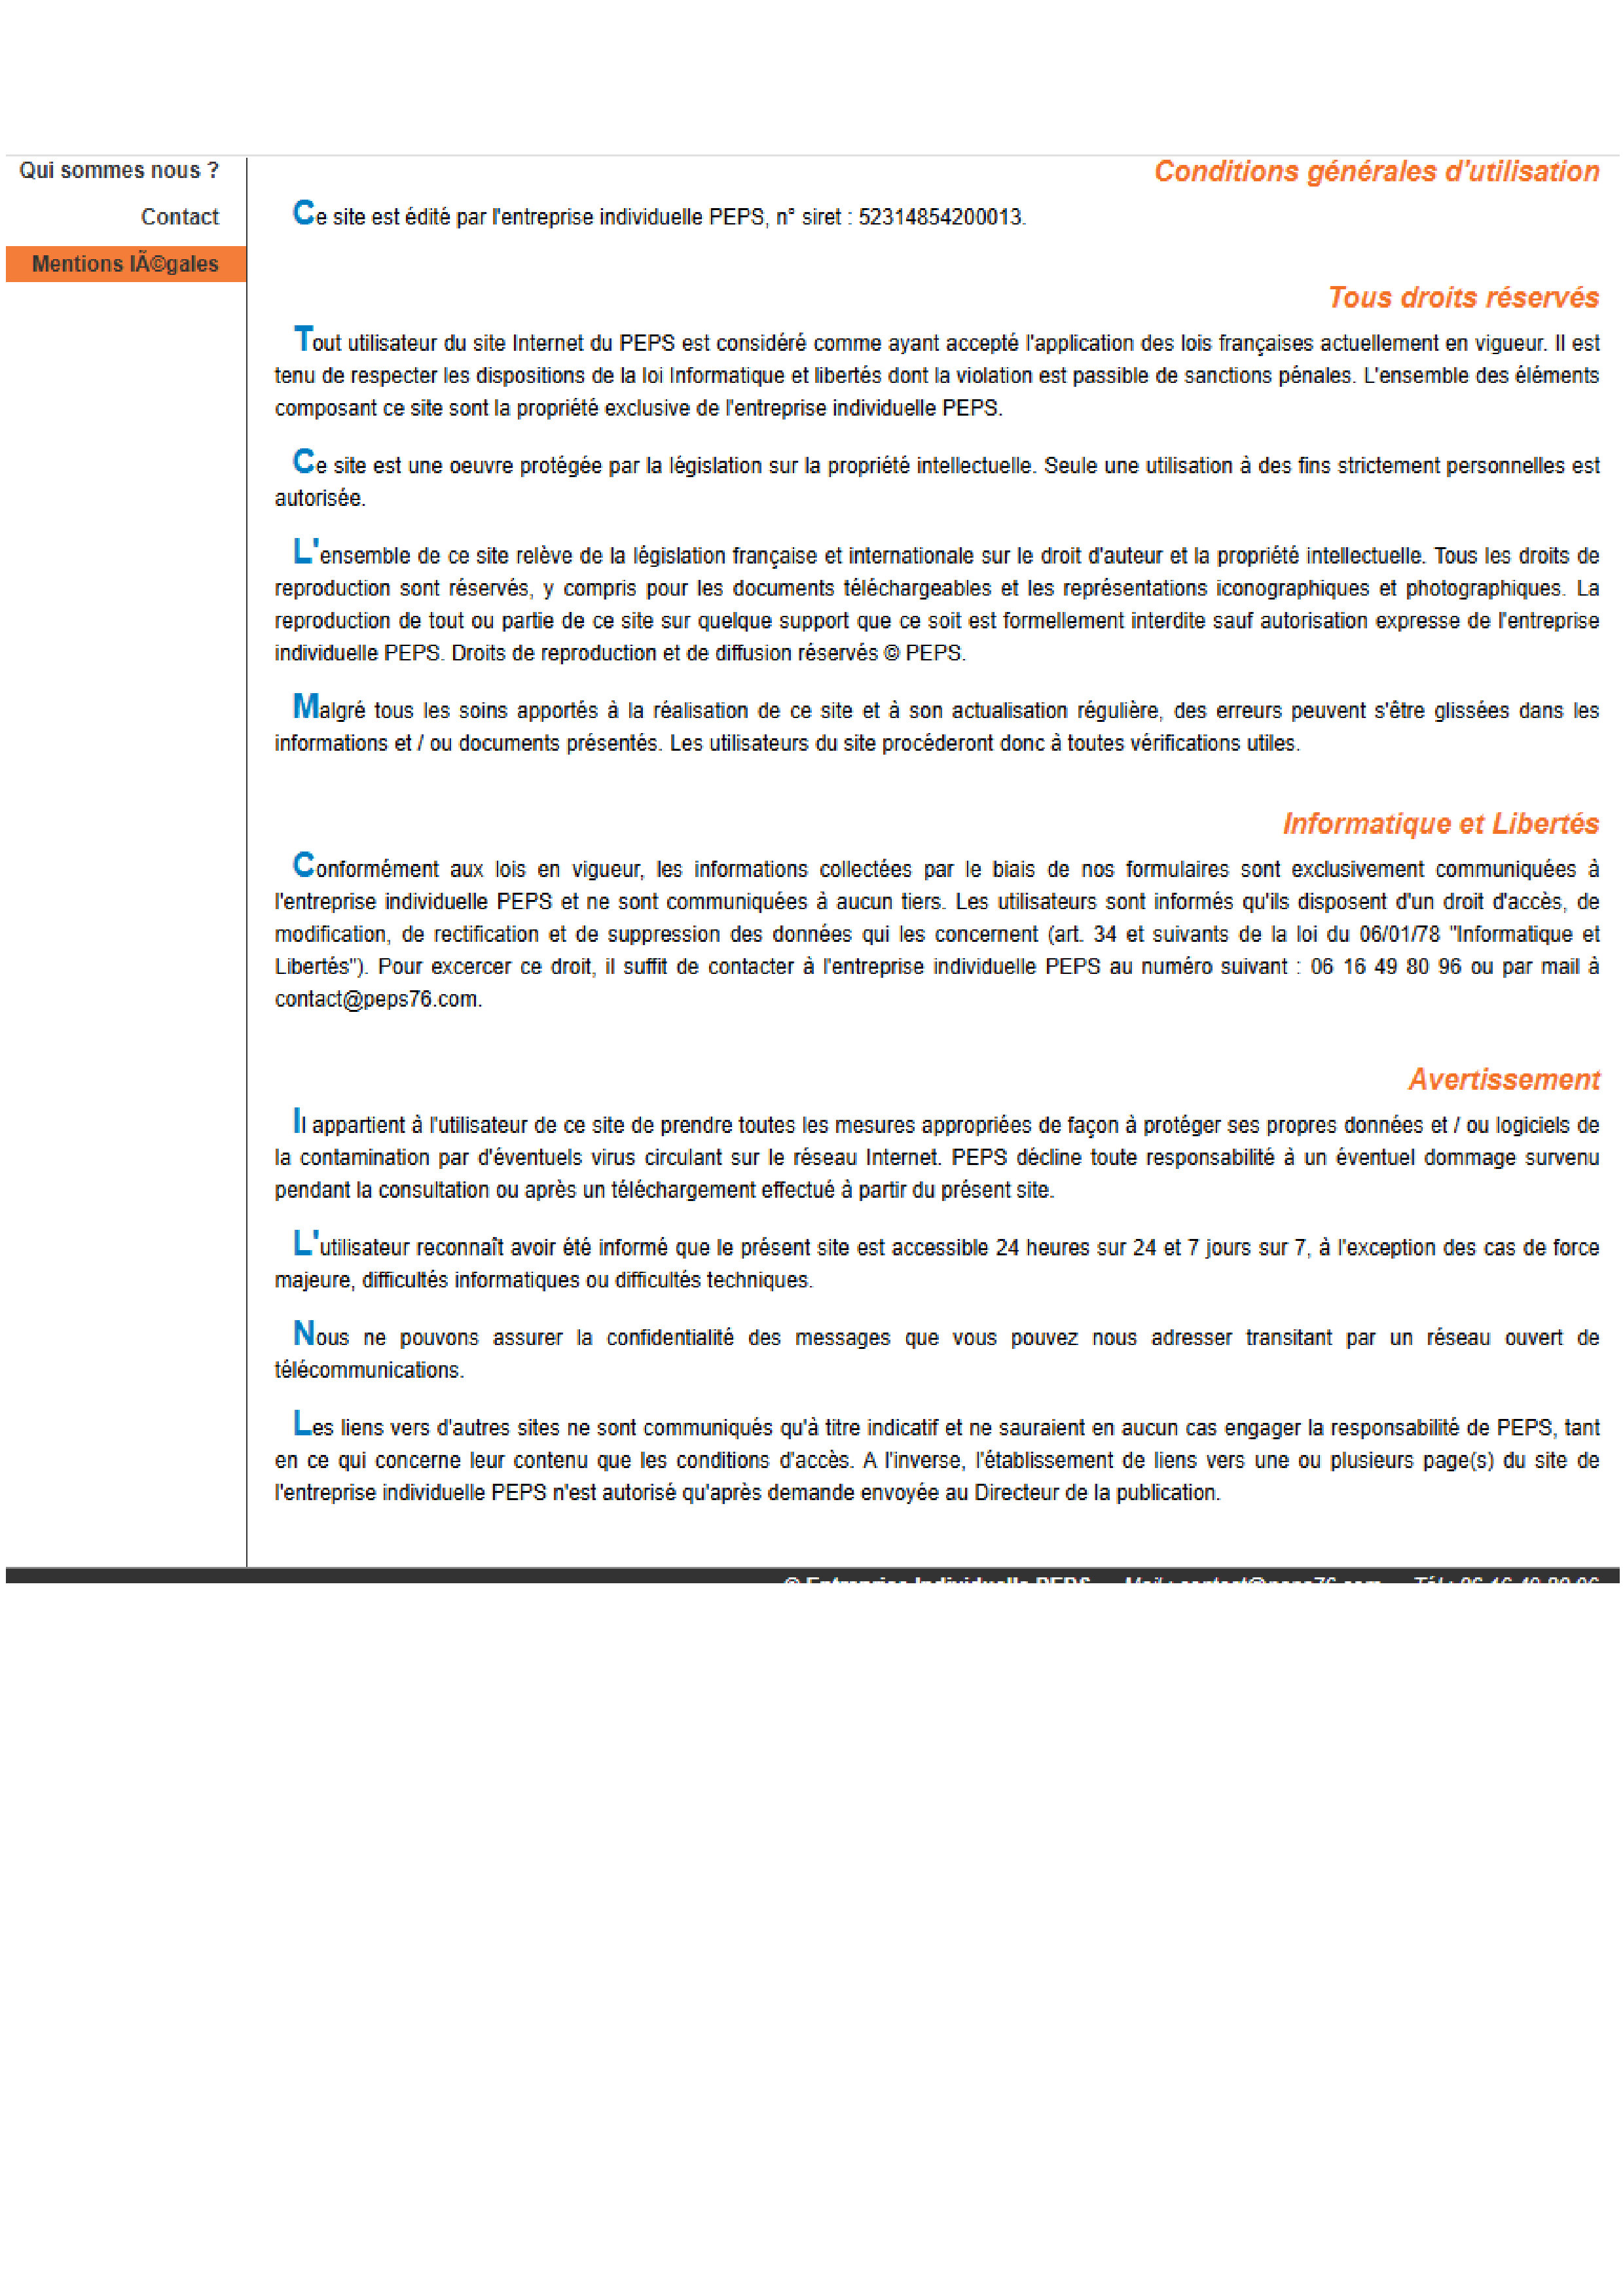 Qui sommes nous ?
Contact
Mentions lÃ©gales
Conditions générales d'utilisation
Ce site est édité par l'entreprise individuelle PEPS, n° siret : 52314854200013.
Tous droits réservés
Tout utilisateur du site Internet du PEPS est considéré comme ayant accepté l'application des lois françaises actuellement en vigueur. Il est
tenu de respecter les dispositions de la loi Informatique et libertés dont la violation est passible de sanctions pénales. L'ensemble des éléments
composant ce site sont la propriété exclusive de l'entreprise individuelle PEPS.
Ce site est une oeuvre protégée par la législation sur la propriété intellectuelle. Seule une utilisation à des fins strictement personnelles est
autorisée.
L'ensemble de ce site relève de la législation française et internationale sur le droit d'auteur et la propriété intellectuelle. Tous les droits de
reproduction sont réservés, y compris pour les documents téléchargeables et les représentations iconographiques et photographiques. La
reproduction de tout ou partie de ce site sur quelque support que ce soit est formellement interdite sauf autorisation expresse de l'entreprise
individuelle PEPS. Droits de reproduction et de diffusion réservés © PEPS.
Malgré tous les soins apportés à la réalisation de ce site et à son actualisation régulière, des erreurs peuvent s'être glissées dans les
informations et / ou documents présentés. Les utilisateurs du site procéderont donc à toutes vérifications utiles.
Informatique et Libertés
Conformément aux lois en vigueur, les informations collectées par le biais de nos formulaires sont exclusivement communiquées à
l'entreprise individuelle PEPS et ne sont communiquées à aucun tiers. Les utilisateurs sont informés qu'ils disposent d'un droit d'accès, de
modification, de rectification et de suppression des données qui les concernent (art. 34 et suivants de la loi du 06/01/78 "Informatique et
Libertés"). Pour excercer ce droit, il suffit de contacter à l'entreprise individuelle PEPS au numéro suivant : 06 16 49 80 96 ou par mail à
contact@peps76.com.
Avertissement
Il appartient à l'utilisateur de ce site de prendre toutes les mesures appropriées de façon à protéger ses propres données et / ou logiciels de
la contamination par d'éventuels virus circulant sur le réseau Internet. PEPS décline toute responsabilité à un éventuel dommage survenu
pendant la consultation ou après un téléchargement effectué à partir du présent site.
L'utilisateur reconnaît avoir été informé que le présent site est accessible 24 heures sur 24 et 7 jours sur 7, à l'exception des cas de force
majeure, difficultés informatiques ou difficultés techniques.
Nous ne pouvons assurer la confidentialité des messages que vous pouvez nous adresser transitant par un réseau ouvert de
télécommunications.
Les liens vers d'autres sites ne sont communiqués qu'à titre indicatif et ne sauraient en aucun cas engager la responsabilité de PEPS, tant
en ce qui concerne leur contenu que les conditions d'accès. A l'inverse, l'établissement de liens vers une ou plusieurs page(s) du site de
l'entreprise individuelle PEPS n'est autorisé qu'après demande envoyée au Directeur de la publication.
© Entreprise Individuelle PEPS Mail : contact@peps76.com Tél : 06 16 49 80 96